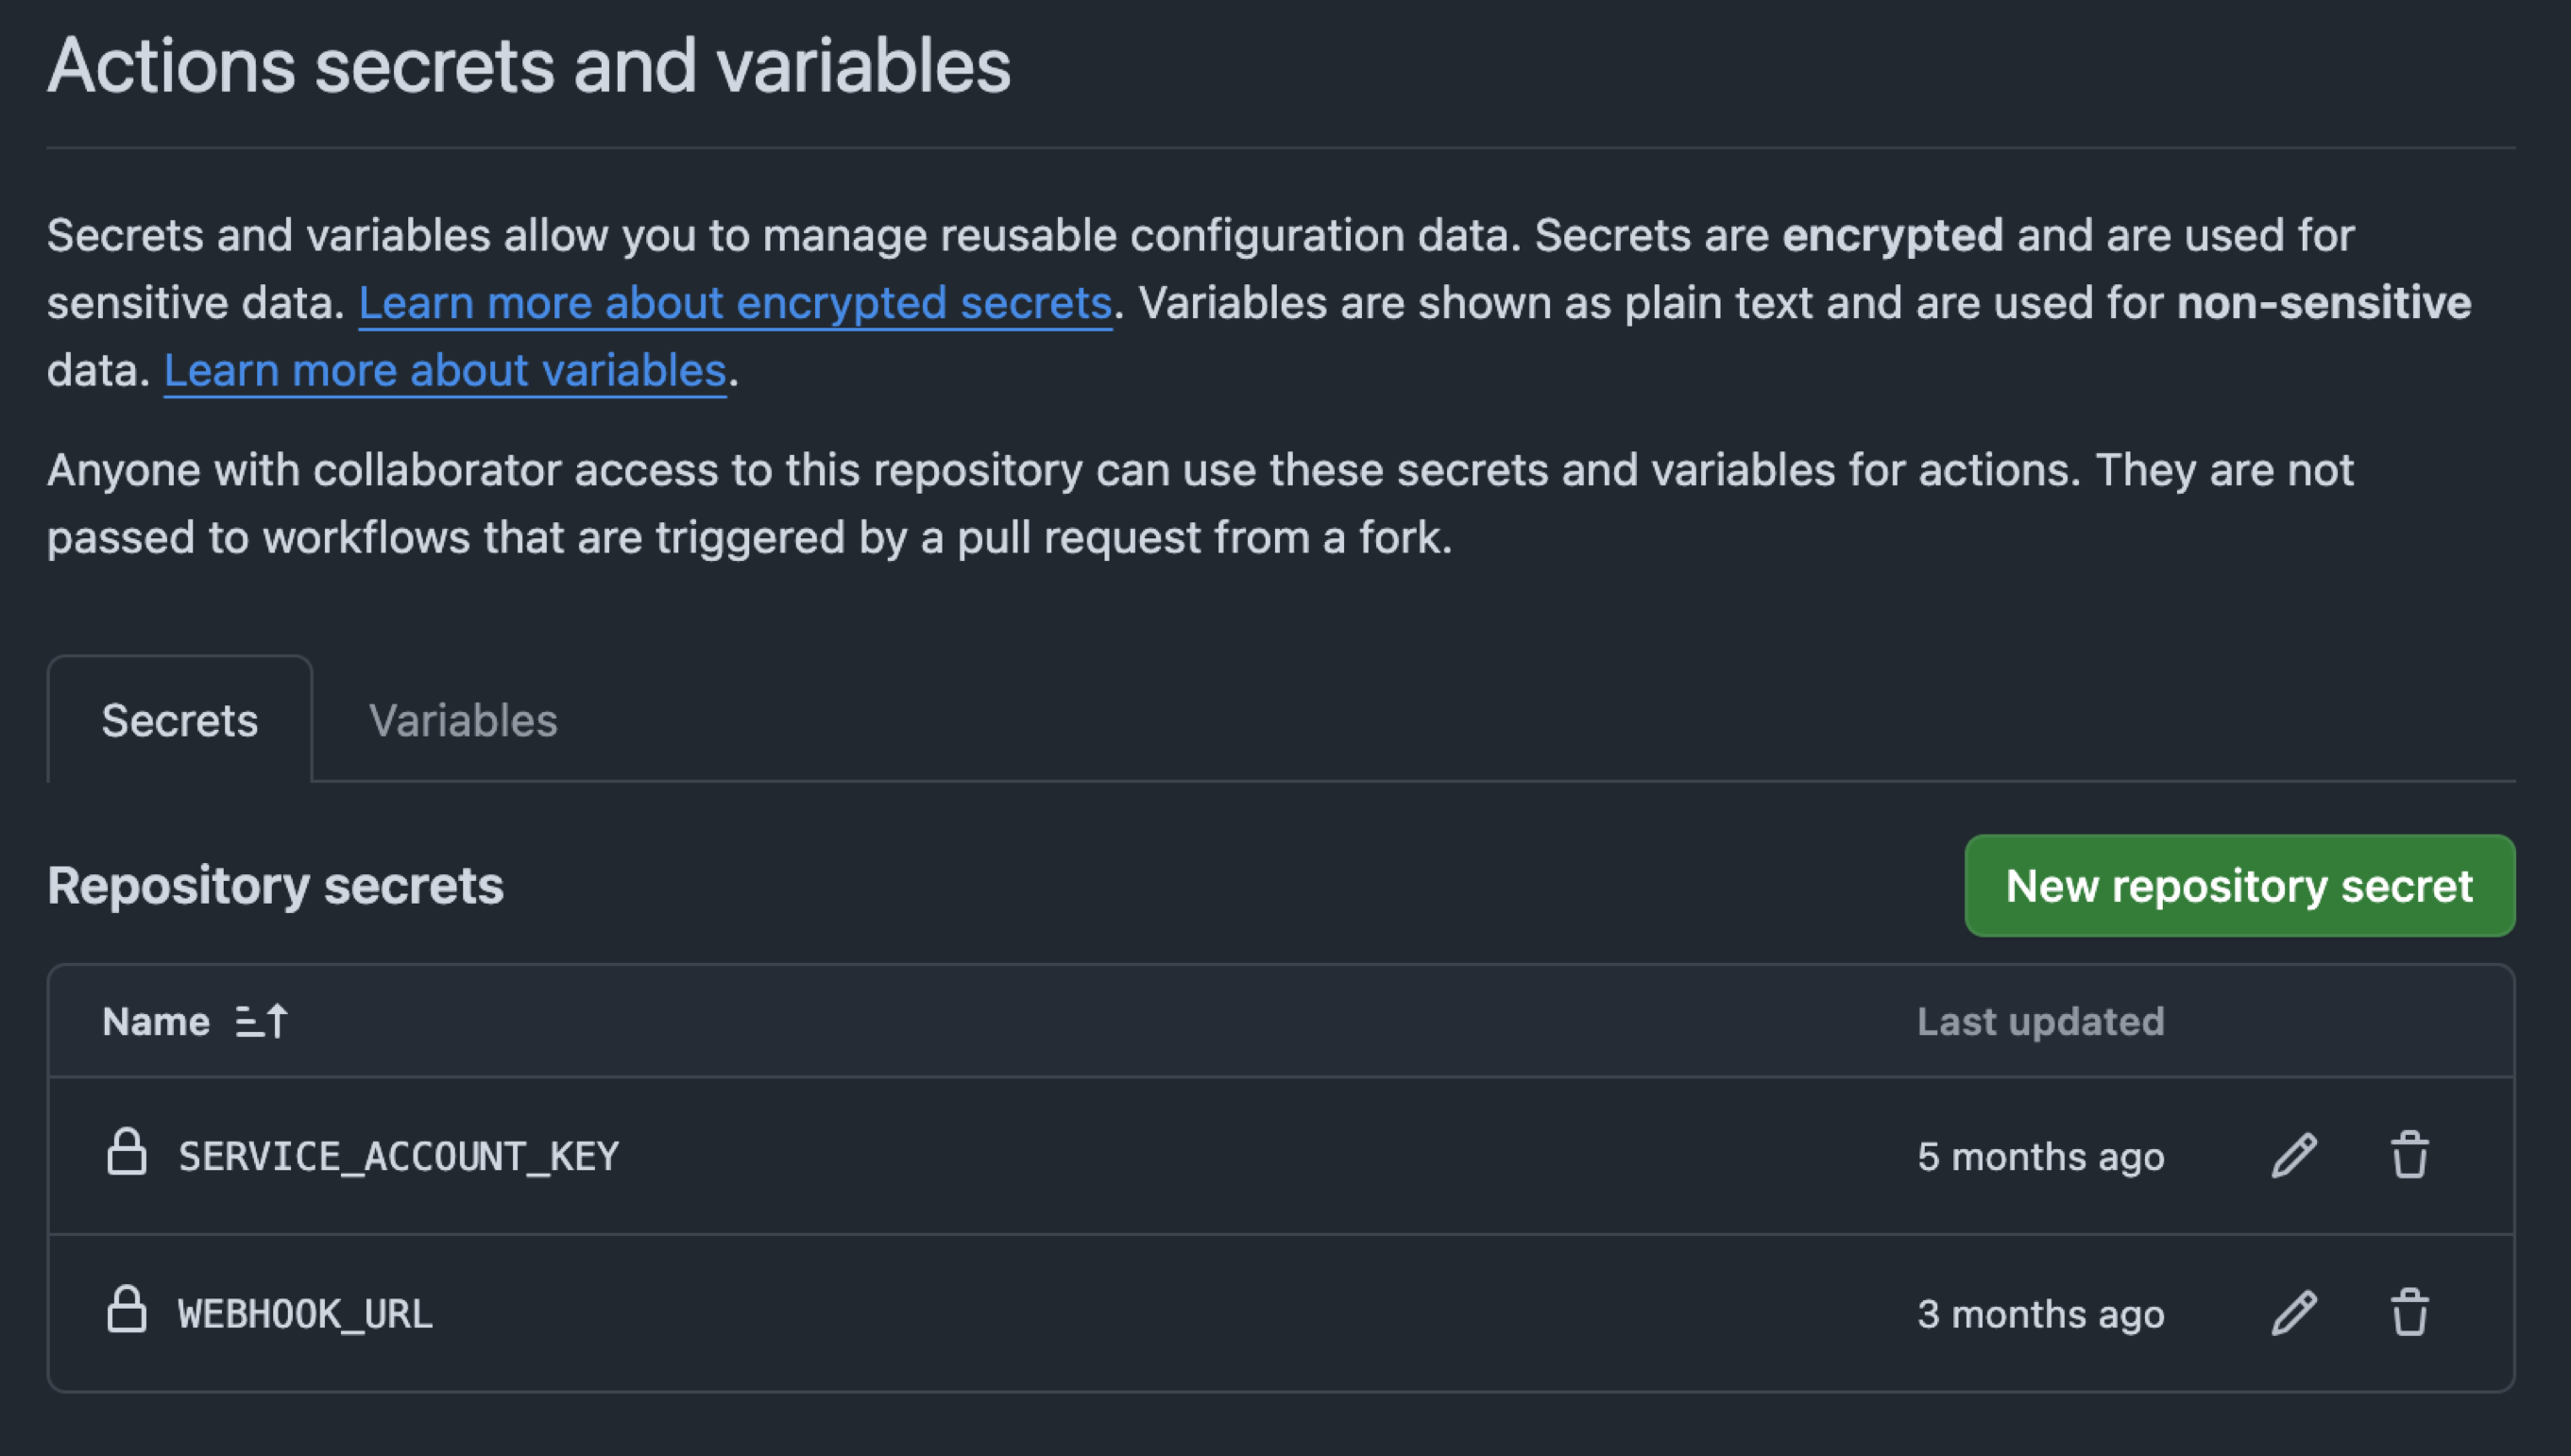 Actions secrets and variables
Secrets and variables allow you to manage reusable configuration data. Secrets are encrypted and are used for
sensitive data. Learn more about encrypted secrets. Variables are shown as plain text and are used for non-sensitive
data. Learn more about variables.
Anyone with collaborator access to this repository can use these secrets and variables for actions. They are not
passed to workflows that are triggered by a pull request from a fork.
Secrets Variables
Repository secrets New repository secret
Name Last updated
SERVICE_ACCOUNT_KEY 5 months ago
WEBHOOK_URL 3 months ago